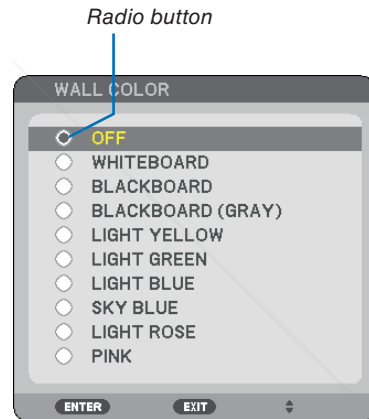 Radio button
WALL COLOR
OFF
WHITEBOARD
BLACKBOARD
BLACKBOARD (GRAY)
LIGHT YELLOW
LIGHT GREEN
LIGHT BLUE
SKY BLUE
LIGHT ROSE
PINK
ENTER EXIT